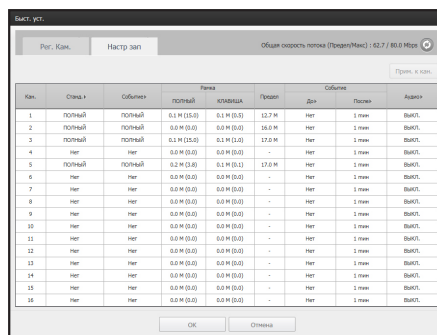 Быст. уст.
Рег. Кам. Настр зап Общая скорость потока (Предел/Макс) : 62.7 / 80.0 Mbps
Прим. к кан.
Кан. Станд. Событие Рамка Предел Событие Аудио
ПОЛНЫЙ КЛАВИША До После
1 ПОЛНЫЙ ПОЛНЫЙ 0.1 M (15.0) 0.1 M (0.5) 12.7 M Нет 1 мин ВЫКЛ.
2 ПОЛНЫЙ ПОЛНЫЙ 0.0 M (0.0) 0.0 M (0.0) 16.0 M Нет 1 мин ВЫКЛ.
3 ПОЛНЫЙ ПОЛНЫЙ 0.1 M (15.0) 0.1 M (1.0) 17.0 M Нет 1 мин ВЫКЛ.
4 Нет Нет 0.0 M (0.0) 0.0 M (0.0) - Нет 1 мин ВЫКЛ.
5 ПОЛНЫЙ ПОЛНЫЙ 0.2 M (3.8) 0.1 M (0.1) 17.0 M Нет 1 мин ВЫКЛ.
6 Нет Нет 0.0 M (0.0) 0.0 M (0.0) - Нет 1 мин ВЫКЛ.
7 Нет Нет 0.0 M (0.0) 0.0 M (0.0) - Нет 1 мин ВЫКЛ.
8 Нет Нет 0.0 M (0.0) 0.0 M (0.0) - Нет 1 мин ВЫКЛ.
9 Нет Нет 0.0 M (0.0) 0.0 M (0.0) - Нет 1 мин ВЫКЛ.
10 Нет Нет 0.0 M (0.0) 0.0 M (0.0) - Нет 1 мин ВЫКЛ.
11 Нет Нет 0.0 M (0.0) 0.0 M (0.0) - Нет 1 мин ВЫКЛ.
12 Нет Нет 0.0 M (0.0) 0.0 M (0.0) - Нет 1 мин ВЫКЛ.
13 Нет Нет 0.0 M (0.0) 0.0 M (0.0) - Нет 1 мин ВЫКЛ.
14 Нет Нет 0.0 M (0.0) 0.0 M (0.0) - Нет 1 мин ВЫКЛ.
15 Нет Нет 0.0 M (0.0) 0.0 M (0.0) - Нет 1 мин ВЫКЛ.
16 Нет Нет 0.0 M (0.0) 0.0 M (0.0) - Нет 1 мин ВЫКЛ.
ОК Отмена